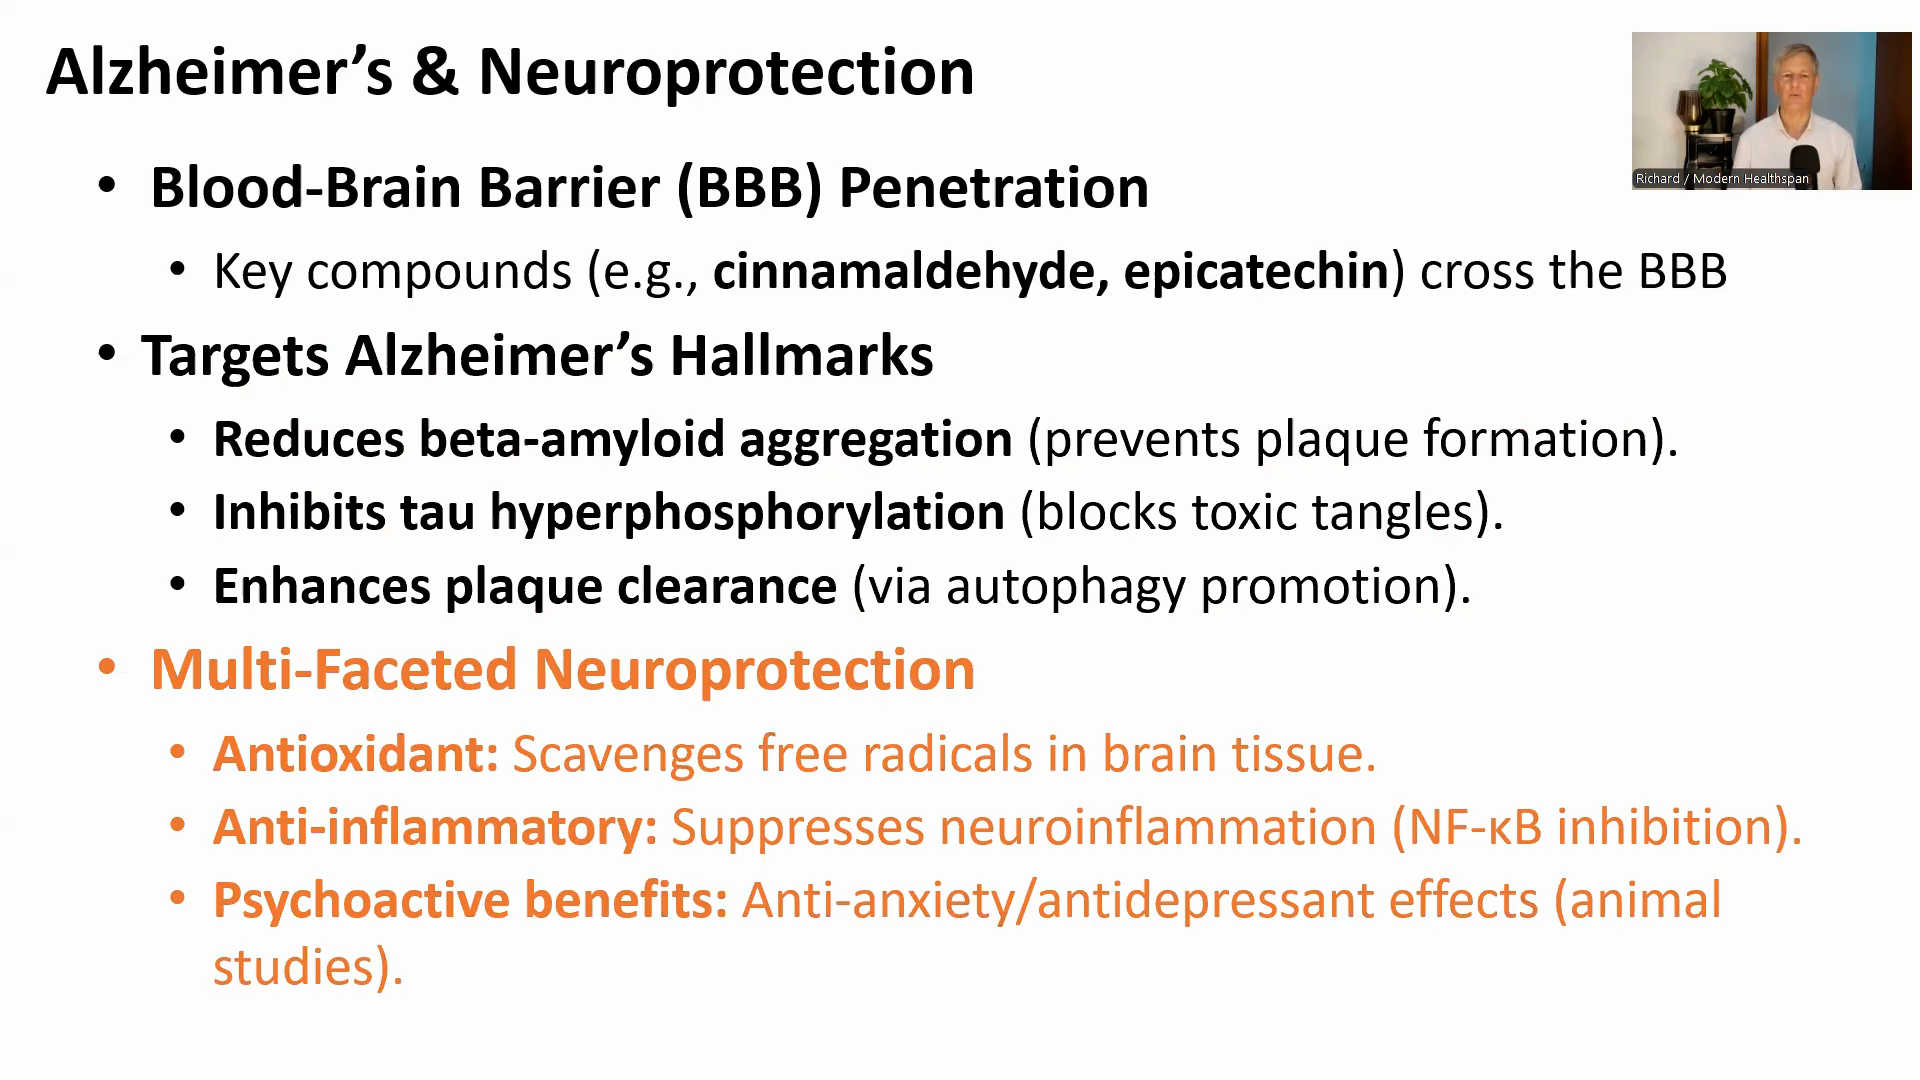 Alzheimer’s & Neuroprotection
Richard / Modern Healthspan
• Blood-Brain Barrier (BBB) Penetration
• Key compounds (e.g., cinnamaldehyde, epicatechin) cross the BBB
• Targets Alzheimer’s Hallmarks
• Reduces beta-amyloid aggregation (prevents plaque formation).
• Inhibits tau hyperphosphorylation (blocks toxic tangles).
• Enhances plaque clearance (via autophagy promotion).
• Multi-Faceted Neuroprotection
• Antioxidant: Scavenges free radicals in brain tissue.
• Anti-inflammatory: Suppresses neuroinflammation (NF-κB inhibition).
• Psychoactive benefits: Anti-anxiety/antidepressant effects (animal
studies).